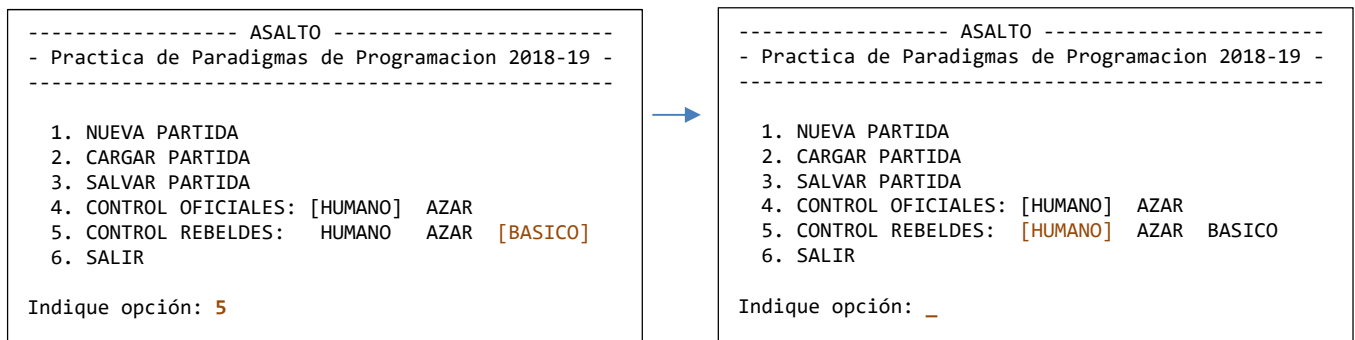 ------------------ ASALTO ------------------------
- Practica de Paradigmas de Programacion 2018-19 -
--------------------------------------------------
1. NUEVA PARTIDA
2. CARGAR PARTIDA
3. SALVAR PARTIDA
4. CONTROL OFICIALES: [HUMANO]  AZAR
5. CONTROL REBELDES:   HUMANO   AZAR  [BASICO]
6. SALIR
Indique opción: 5
------------------ ASALTO ------------------------
- Practica de Paradigmas de Programacion 2018-19 -
--------------------------------------------------
1. NUEVA PARTIDA
2. CARGAR PARTIDA
3. SALVAR PARTIDA
4. CONTROL OFICIALES: [HUMANO]  AZAR
5. CONTROL REBELDES:  [HUMANO]  AZAR  BASICO
6. SALIR
Indique opción: _